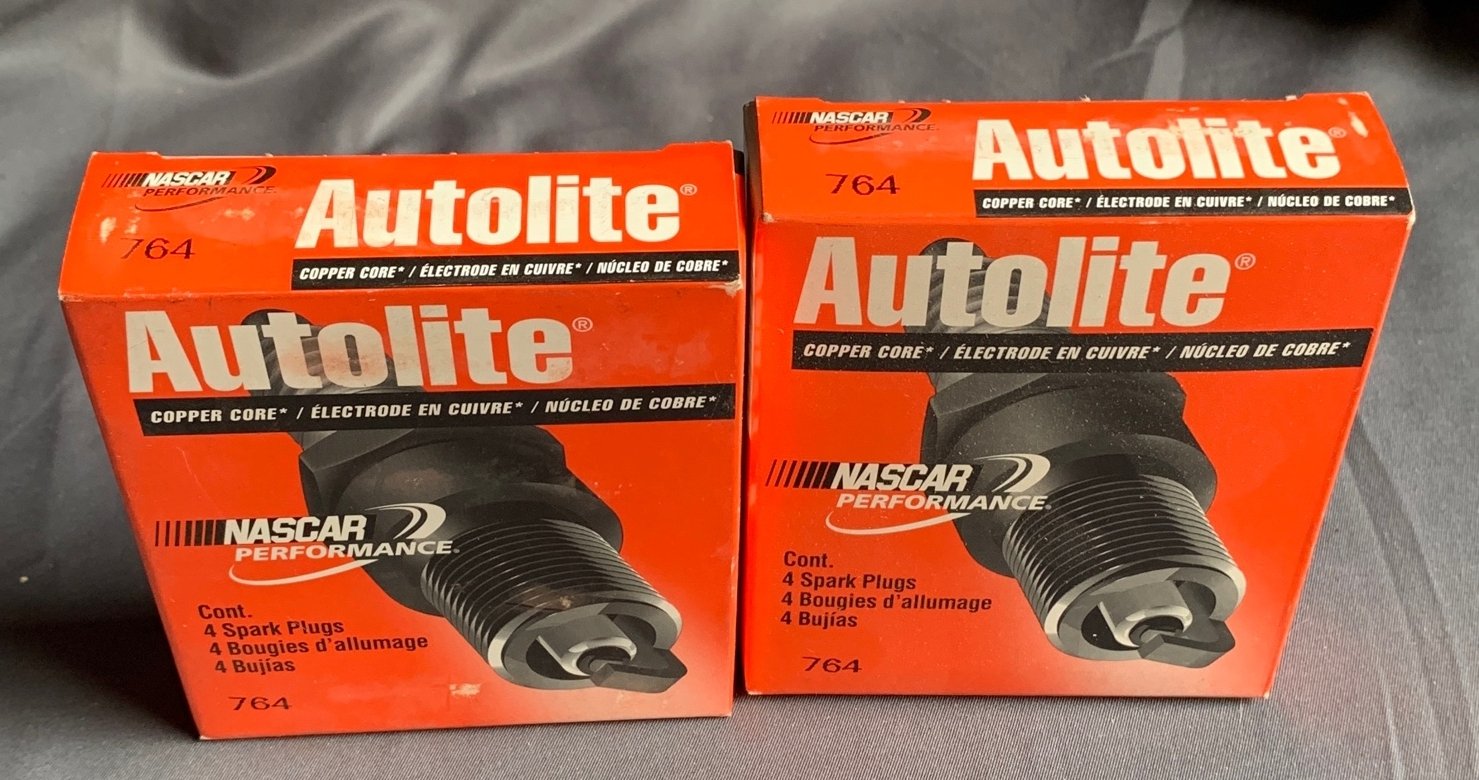 NASCAR
PERFORMANCE.
764
Autolite®
COPPER CORE* / ÉLECTRODE EN CUIVRE* / NÚCLEO DE COBRE*
Autolite®
COPPER CORE* / ÉLECTRODE EN CUIVRE* / NÚCLEO DE COBRE*
NASCAR
PERFORMANCE®
Cont.
4 Spark Plugs
4 Bougies d'allumage
4 Bujías
764
NASCAR
PERFORMANCE.
764
Autolite®
COPPER CORE* / ÉLECTRODE EN CUIVRE* / NÚCLEO DE COBRE*
Autolite®
COPPER CORE* / ÉLECTRODE EN CUIVRE* / NÚCLEO DE COBRE*
NASCAR
PERFORMANCE®
Cont.
4 Spark Plugs
4 Bougies d'allumage
4 Bujías
764